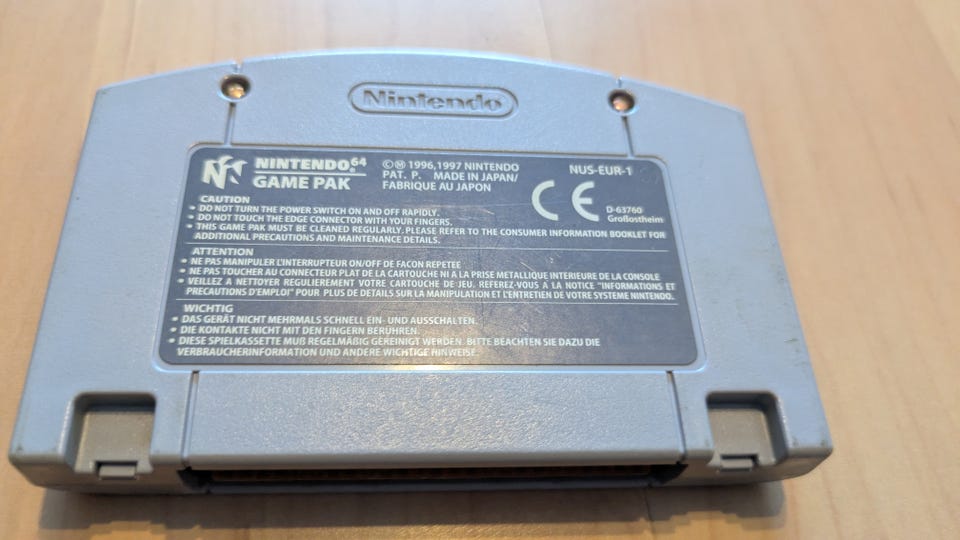 Nintendo
NINTENDO 64
GAME PAK
©Ⓜ 1996,1997 NINTENDO
PAT. P. MADE IN JAPAN/
FABRIQUE AU JAPON
NUS-EUR-1
CE
D-63760
Großostheim
CAUTION
• DO NOT TURN THE POWER SWITCH ON AND OFF RAPIDLY.
• DO NOT TOUCH THE EDGE CONNECTOR WITH YOUR FINGERS.
• THIS GAME PAK MUST BE CLEANED REGULARLY. PLEASE REFER TO THE CONSUMER INFORMATION BOOKLET FOR
ADDITIONAL PRECAUTIONS AND MAINTENANCE DETAILS.
ATTENTION
• NE PAS MANIPULER L'INTERRUPTEUR ON/OFF DE FACON REPETEE
• NE PAS TOUCHER AU CONNECTEUR PLAT DE LA CARTOUCHE NI A LA PRISE METALLIQUE INTERIEURE DE LA CONSOLE
• VEILLEZ A NETTOYER REGULIEREMENT VOTRE CARTOUCHE DE JEU. REFEREZ-VOUS A LA NOTICE "INFORMATIONS ET
PRECAUTIONS D'EMPLOI" POUR PLUS DE DETAILS SUR LA MANIPULATION ET L'ENTRETIEN DE VOTRE SYSTEME NINTENDO.
WICHTIG
• DAS GERÄT NICHT MEHRMALS SCHNELL EIN- UND AUSSCHALTEN.
• DIE KONTAKTE NICHT MIT DEN FINGERN BERÜHREN.
• DIESE SPIELKASSETTE MUß REGELMÄßIG GEREINIGT WERDEN. BITTE BEACHTEN SIE DAZU DIE
VERBRAUCHERINFORMATION UND ANDERE WICHTIGE HINWEISE.